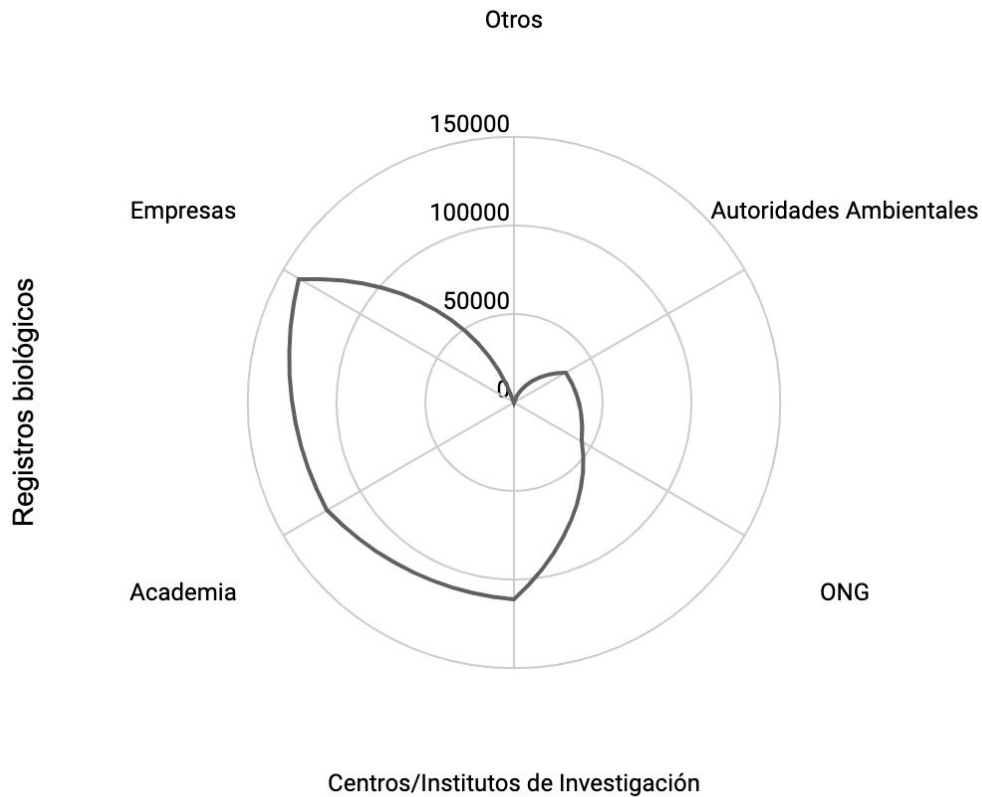 Otros
150000
100000
50000
0
Empresas
Autoridades Ambientales
Registros biológicos
Academia
ONG
Centros/Institutos de Investigación